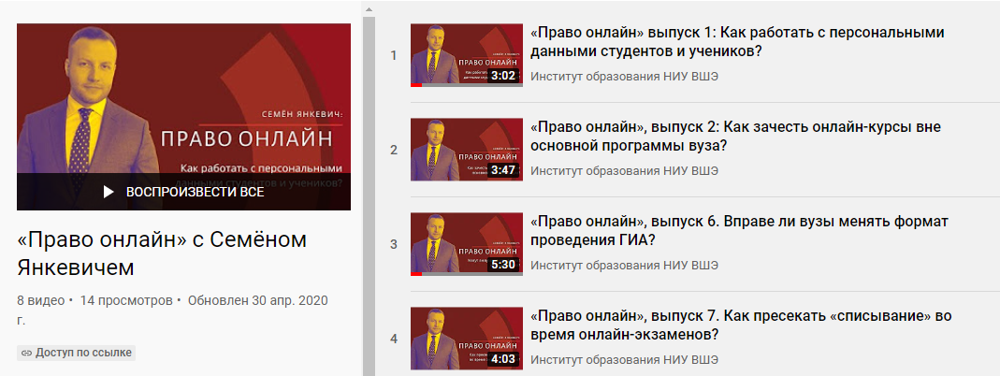 СЕМЁН ЯНКЕВИЧ:
ПРАВО ОНЛАЙН
Как работать с персональными
данными студентов и учеников?
ВОСПРОИЗВЕСТИ ВСЕ
«Право онлайн» с Семёном
Янкевичем
8 видео • 14 просмотров • Обновлен 30 апр. 2020
г.
Доступ по ссылке
1
ПРАВО ОНЛАЙН
3:02
«Право онлайн» выпуск 1: Как работать с персональными
данными студентов и учеников?
Институт образования НИУ ВШЭ
2
ПРАВО ОНЛАЙН
3:47
«Право онлайн», выпуск 2: Как зачесть онлайн-курсы вне
основной программы вуза?
Институт образования НИУ ВШЭ
3
ПРАВО ОНЛАЙН
5:30
«Право онлайн», выпуск 6. Вправе ли вузы менять формат
проведения ГИА?
Институт образования НИУ ВШЭ
4
ПРАВО ОНЛАЙН
4:03
«Право онлайн», выпуск 7. Как пресекать «списывание» во
время онлайн-экзаменов?
Институт образования НИУ ВШЭ